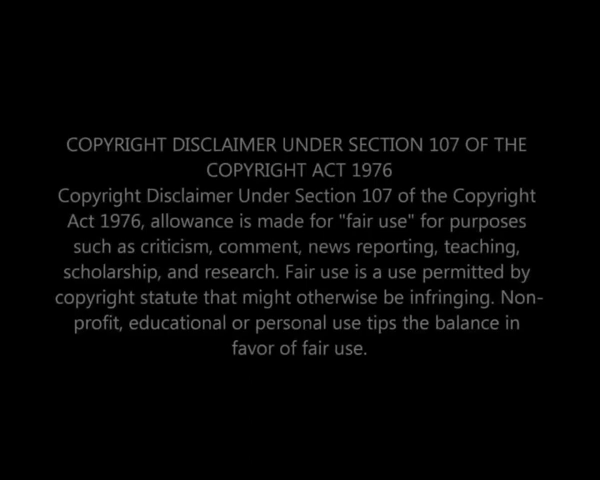 COPYRIGHT DISCLAIMER UNDER SECTION 107 OF THE
COPYRIGHT ACT 1976
Copyright Disclaimer Under Section 107 of the Copyright
Act 1976, allowance is made for "fair use" for purposes
such as criticism, comment, news reporting, teaching,
scholarship, and research. Fair use is a use permitted by
copyright statute that might otherwise be infringing. Non-
profit, educational or personal use tips the balance in
favor of fair use.